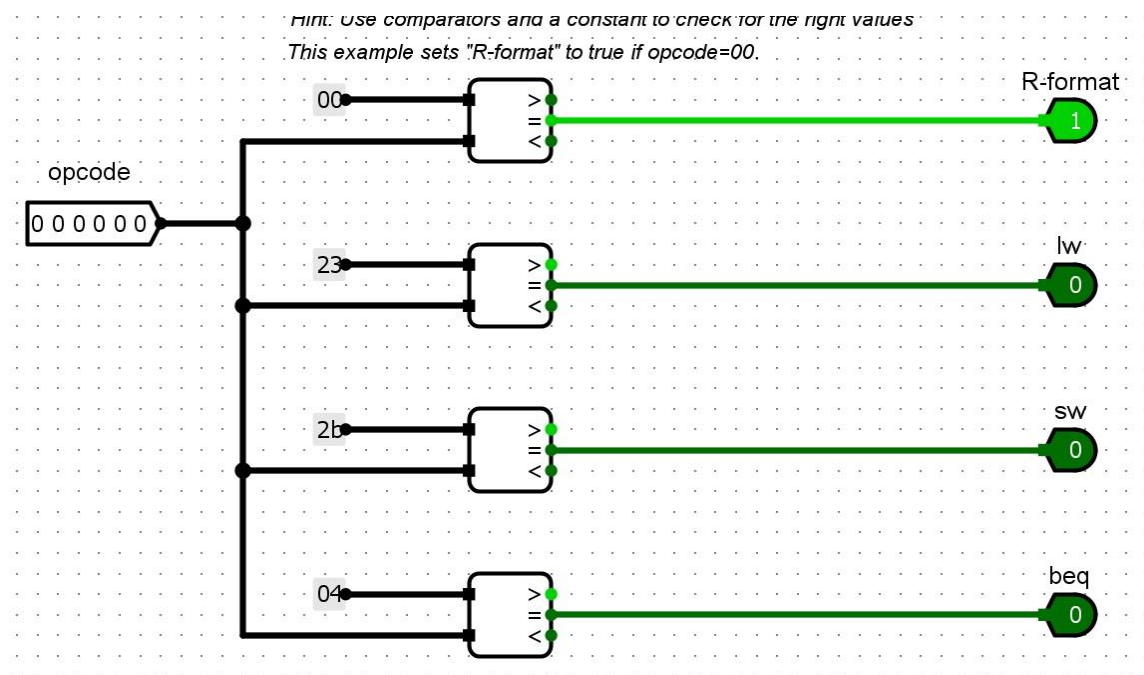 Hint: Use comparators and a constant to check for the right values
This example sets "R-format" to true if opcode=00.
00
>
=
<
R-format
1
opcode
0 0 0 0 0 0
23
>
=
<
lw
0
2b
>
=
<
sw
0
04
>
=
<
beq
0